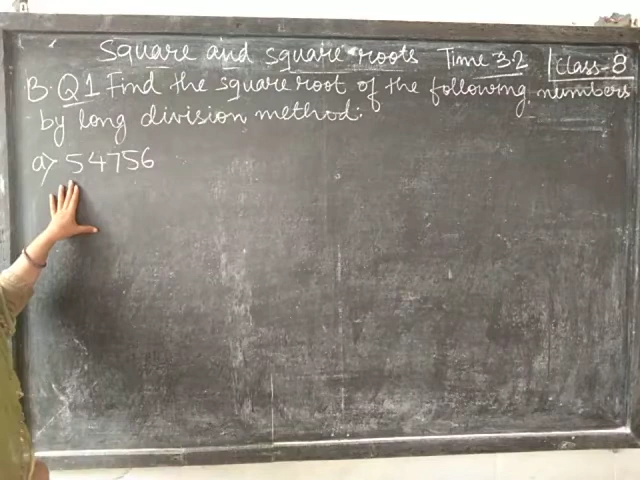 Square and square roots Time 3.2 Class-8
B. Q1 Find the square root of the following numbers
by long division method:
a) 54756